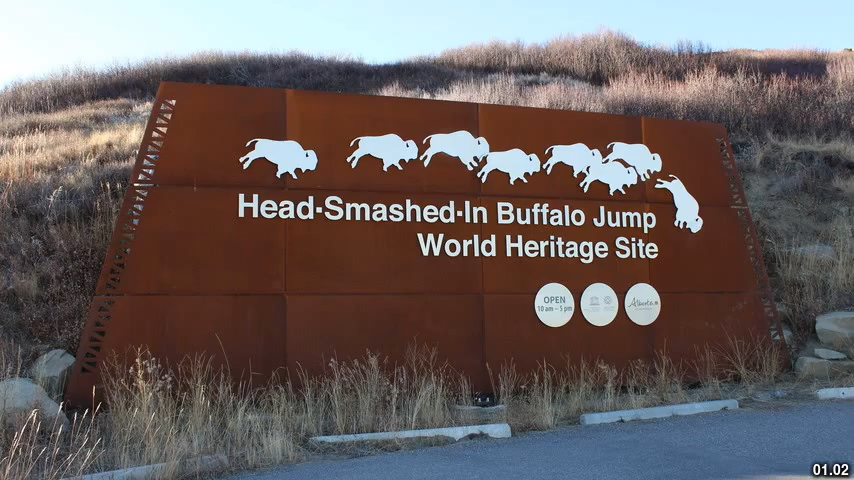 Head-Smashed-In Buffalo Jump
World Heritage Site
OPEN
10 am – 5 pm
Alberta
01.02